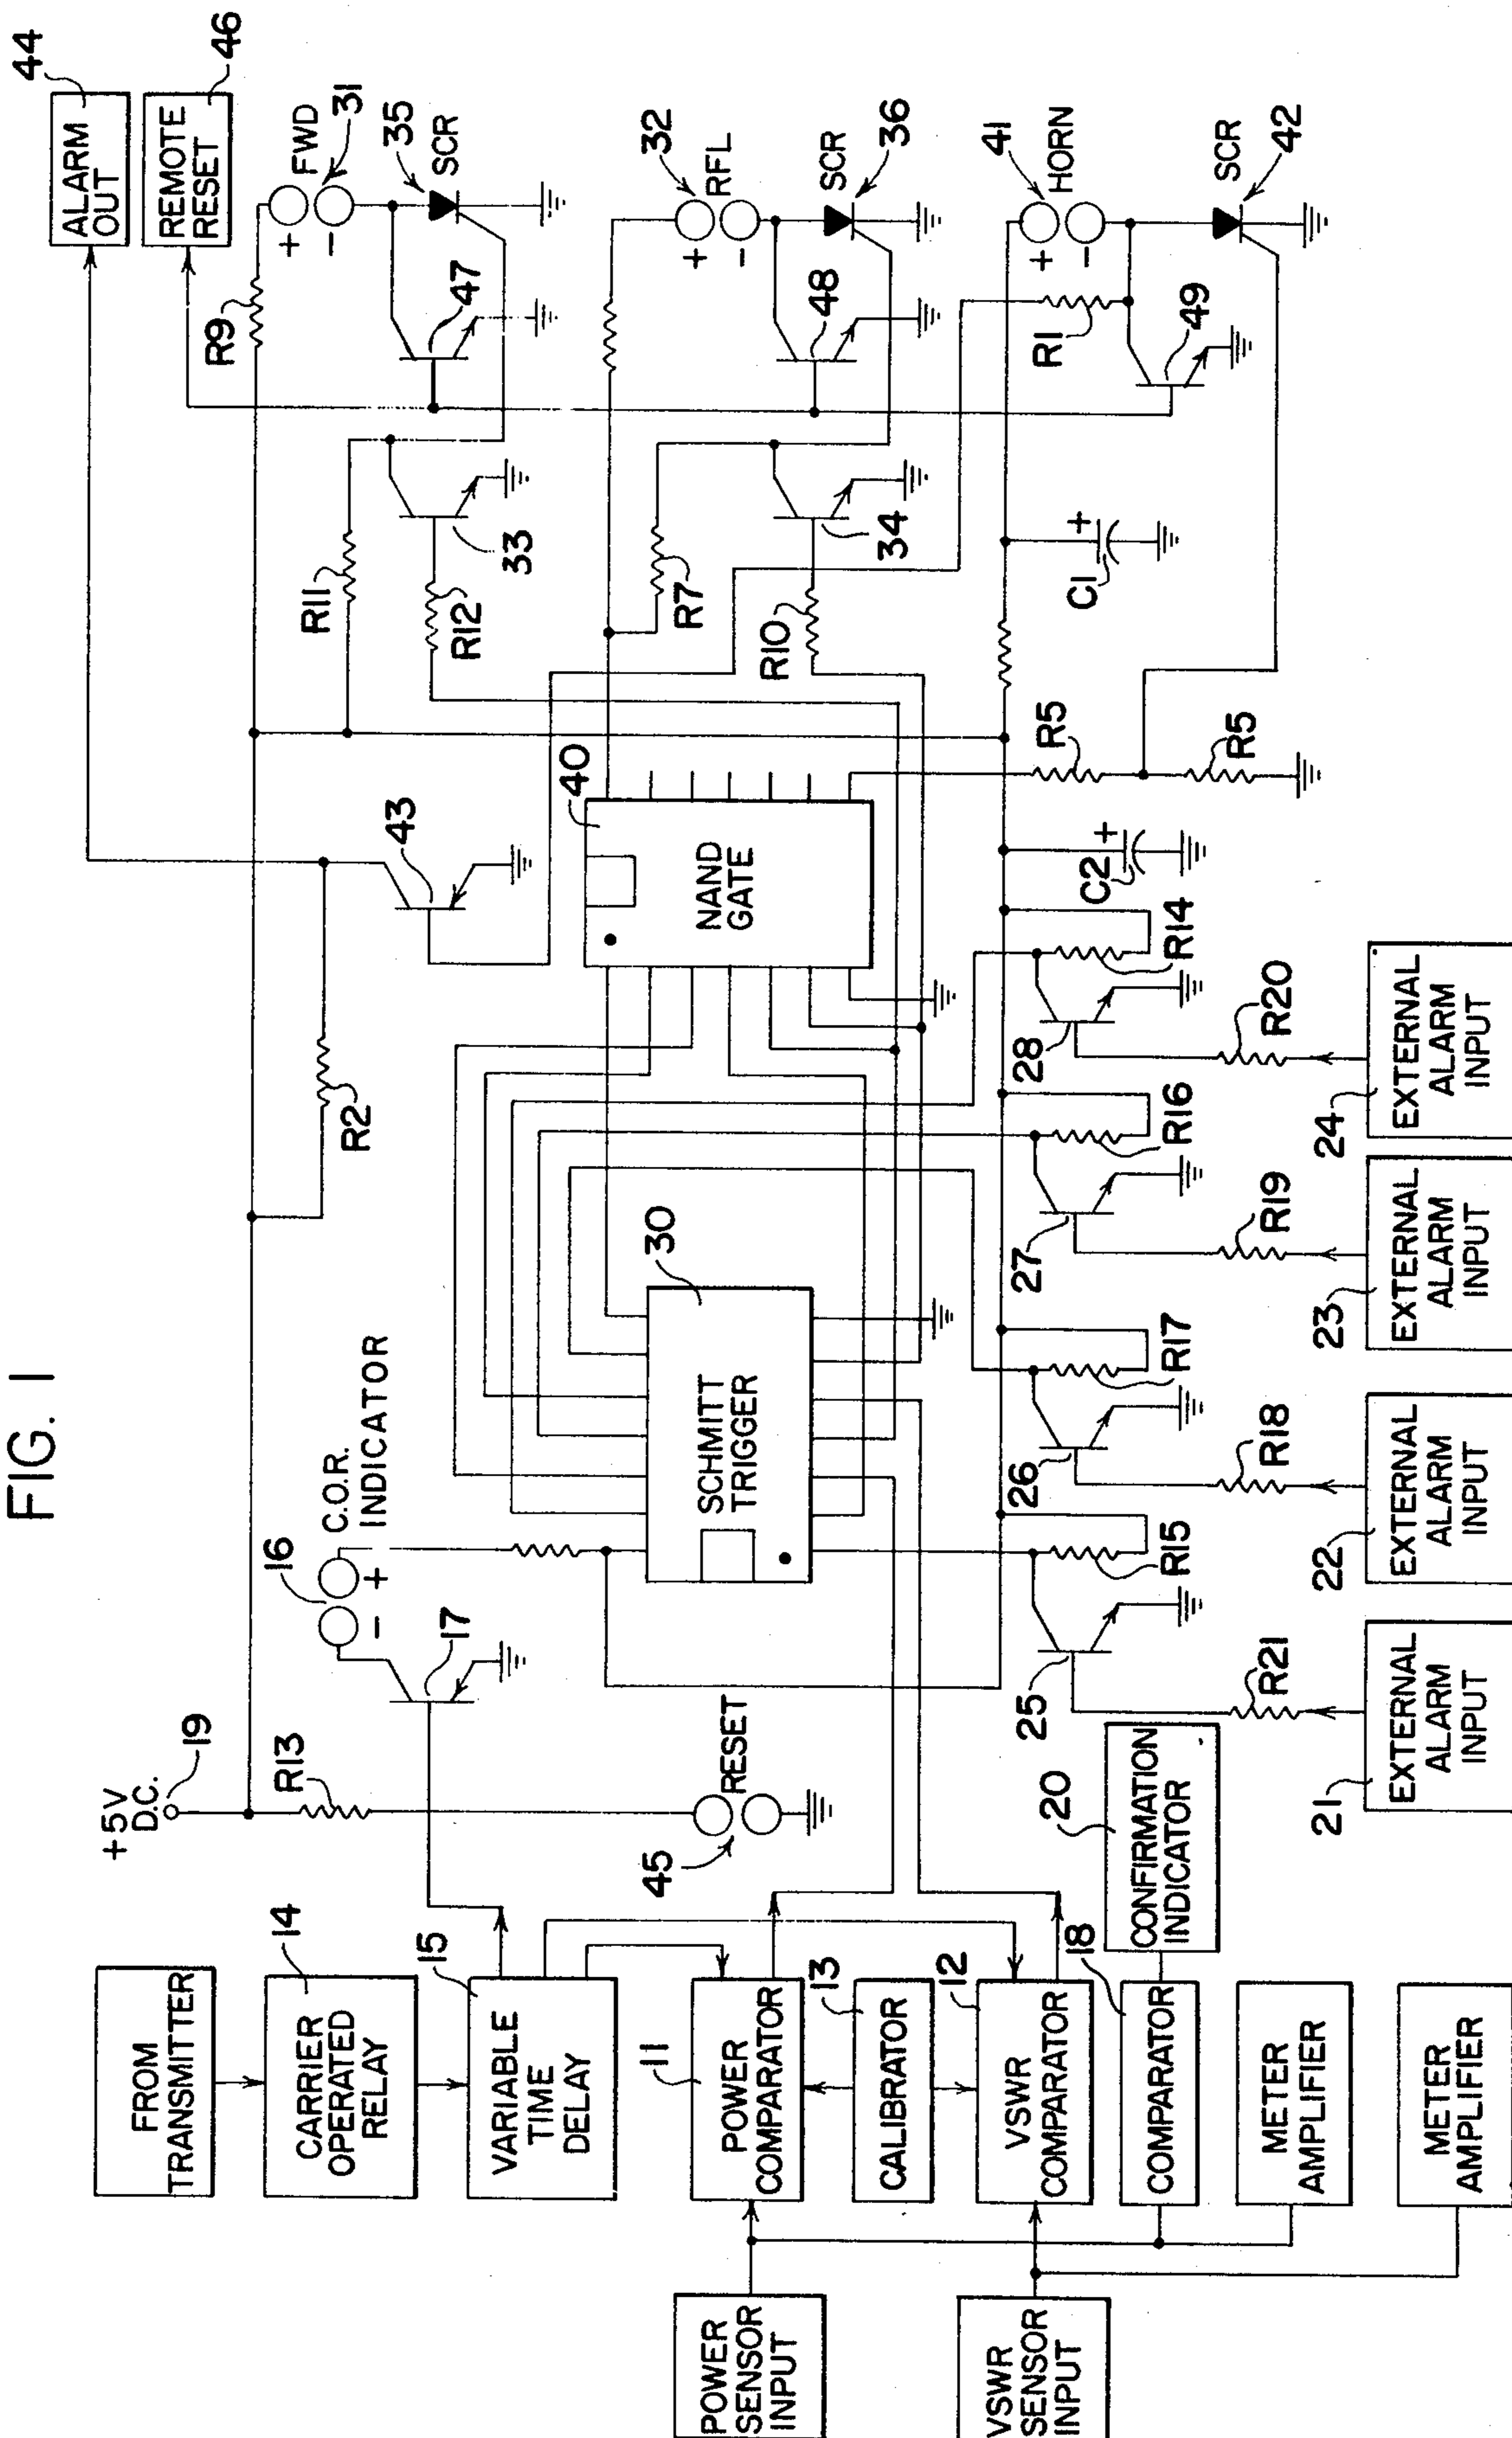 FIG. 1
+5V
D.C.
19
FROM
TRANSMITTER
14
CARRIER
OPERATED
RELAY
15
VARIABLE
TIME
DELAY
11
POWER
COMPARATOR
13
CALIBRATOR
12
VSWR
COMPARATOR
18
COMPARATOR
METER
AMPLIFIER
METER
AMPLIFIER
POWER
SENSOR
INPUT
VSWR
SENSOR
INPUT
20
CONFIRMATION
INDICATOR
R13
45
RESET
16
- +
C.O.R.
INDICATOR
17
30
SCHMITT
TRIGGER
R2
43
40
NAND
GATE
44
ALARM
OUT
46
REMOTE
RESET
R9
+
-
FWD
31
35
SCR
47
R11
R12
33
32
+
-
RFL
SCR
36
48
R7
R10
34
41
+
-
HORN
R1
49
SCR
42
C1
+
R5
R5
C2
+
R14
28
R20
24
EXTERNAL
ALARM
INPUT
R16
27
R19
23
EXTERNAL
ALARM
INPUT
R17
26
R18
22
EXTERNAL
ALARM
INPUT
R15
25
R21
21
EXTERNAL
ALARM
INPUT